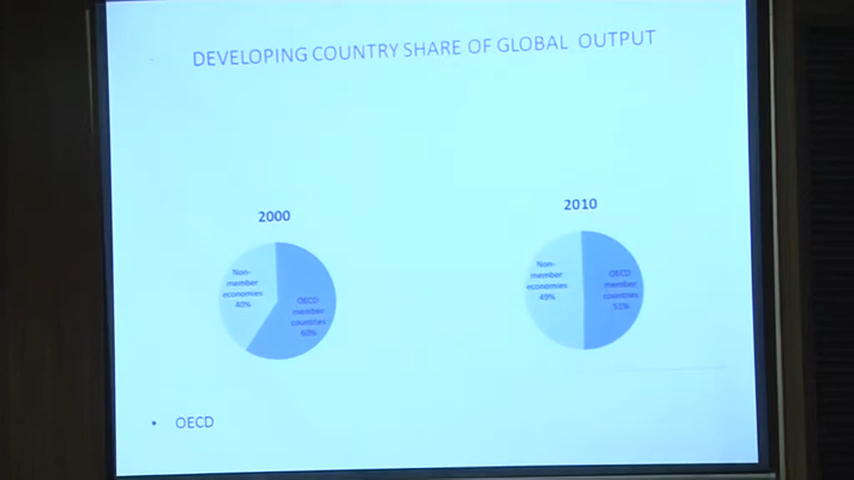 DEVELOPING COUNTRY SHARE OF GLOBAL OUTPUT
2000
Non-
member
economies
40%
OECD
member
countries
60%
2010
Non-
member
economies
49%
OECD
member
countries
51%
• OECD